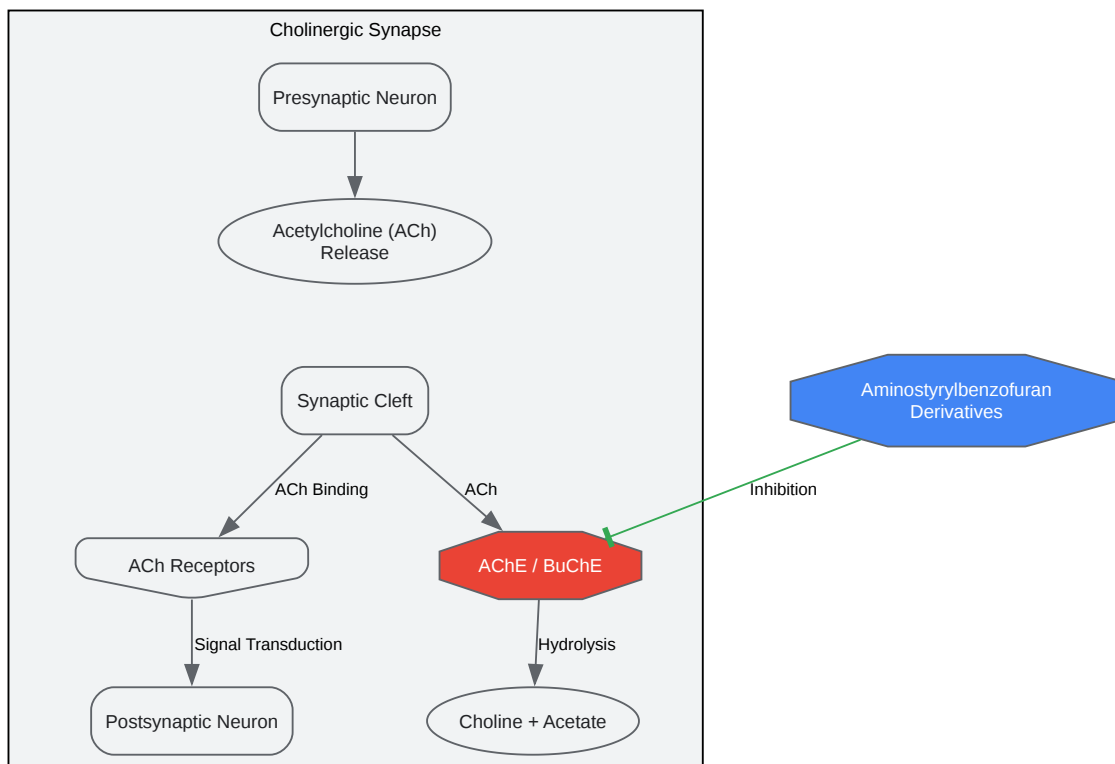 Cholinergic Synapse
Presynaptic Neuron
Acetylcholine (ACh)
Release
Synaptic Cleft
Aminostyrylbenzofuran
Derivatives
ACh Binding
ACh
Inhibition
ACh Receptors
AChE / BuChE
Signal Transduction
Hydrolysis
Postsynaptic Neuron
Choline + Acetate